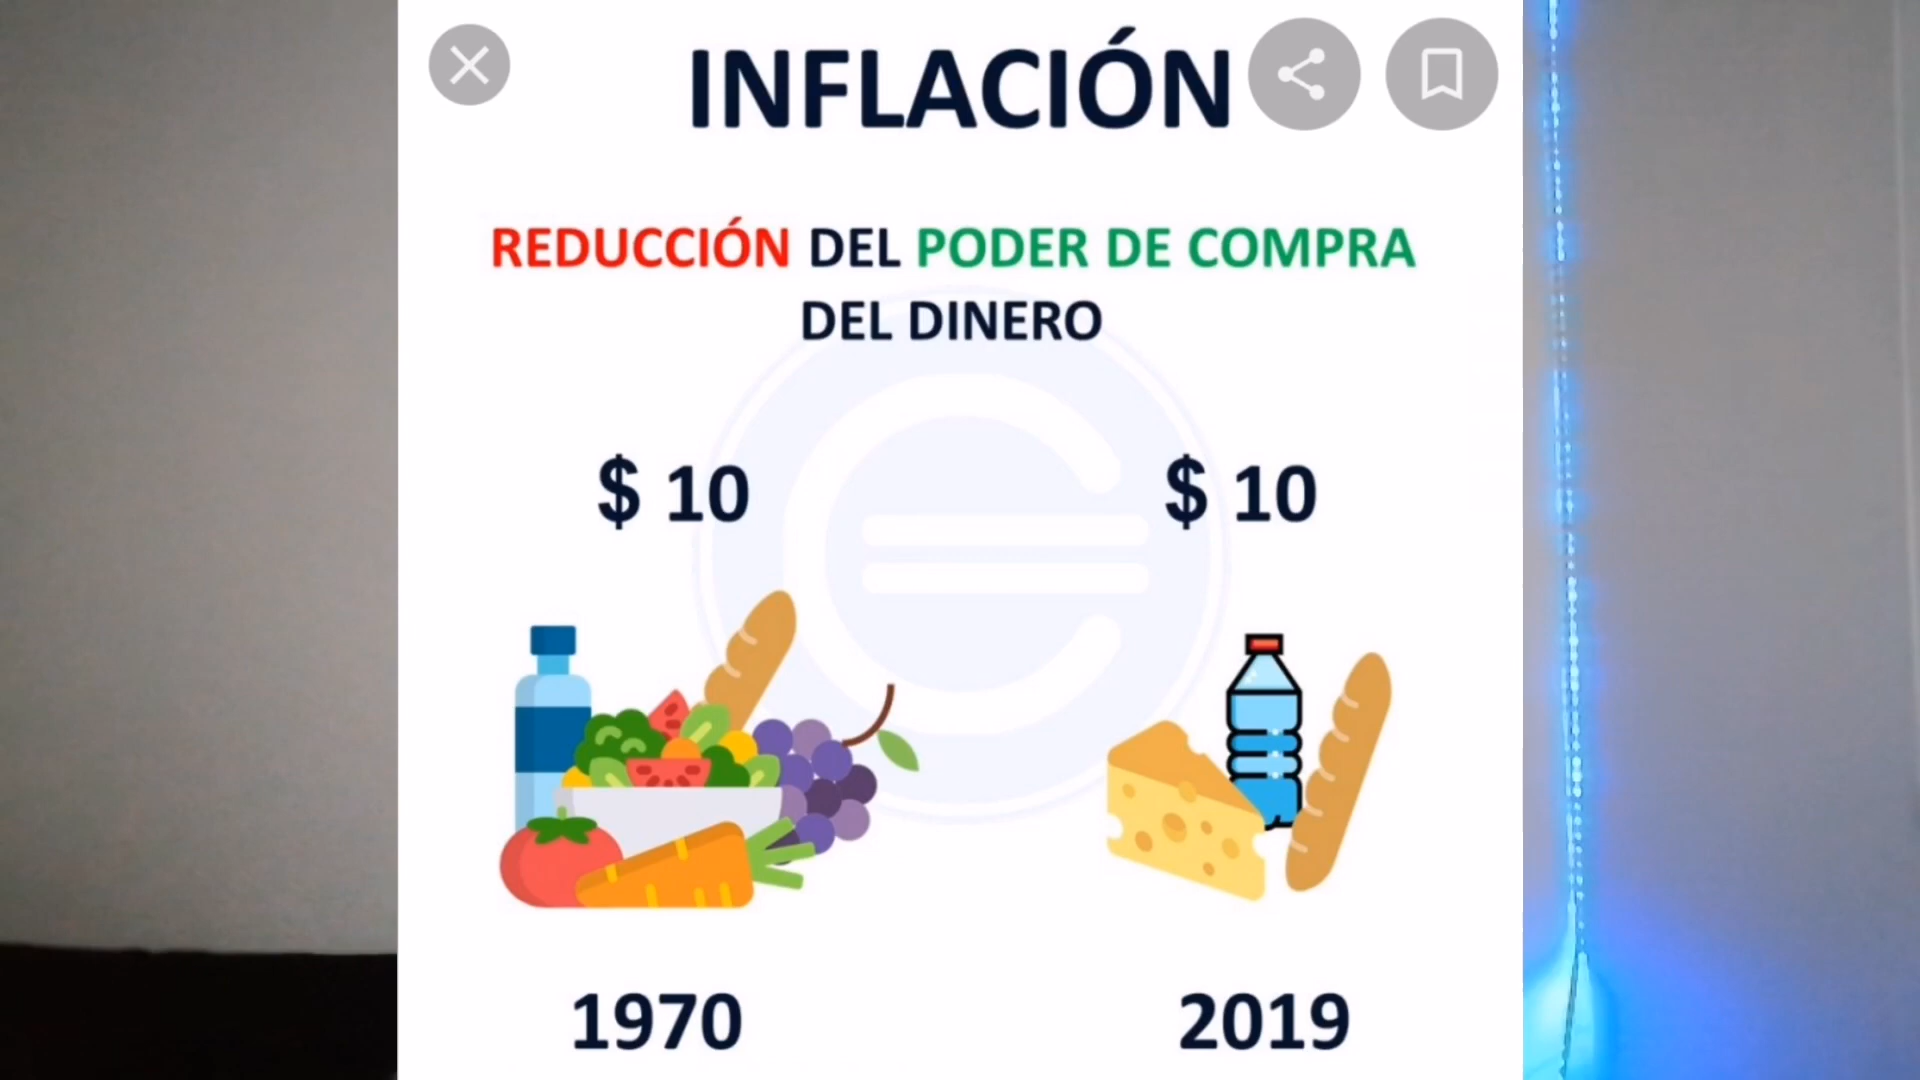 INFLACIÓN
REDUCCIÓN DEL PODER DE COMPRA
DEL DINERO
$ 10 $ 10
1970 2019